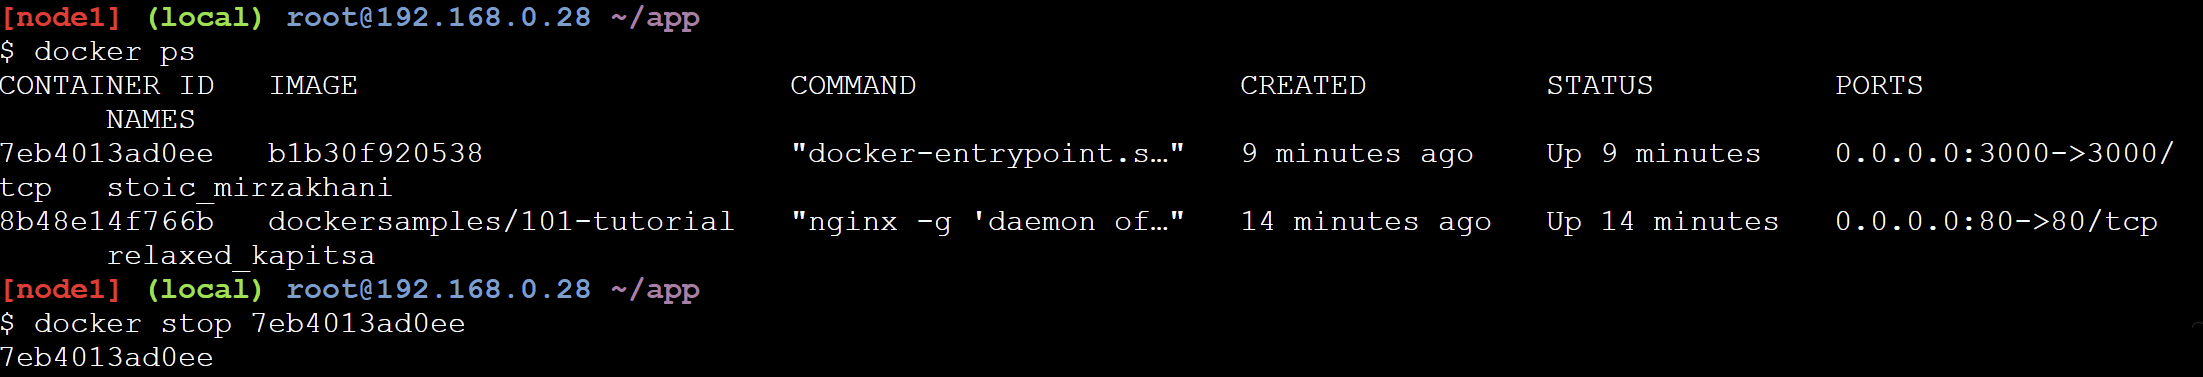 [node1] (local) root@192.168.0.28 ~/app
$ docker ps
CONTAINER ID   IMAGE                        COMMAND                  CREATED          STATUS          PORTS
      NAMES
7eb4013ad0ee   b1b30f920538                 "docker-entrypoint.s…"   9 minutes ago    Up 9 minutes    0.0.0.0:3000->3000/
tcp   stoic_mirzakhani
8b48e14f766b   dockersamples/101-tutorial   "nginx -g 'daemon of…"   14 minutes ago   Up 14 minutes   0.0.0.0:80->80/tcp
      relaxed_kapitsa
[node1] (local) root@192.168.0.28 ~/app
$ docker stop 7eb4013ad0ee
7eb4013ad0ee